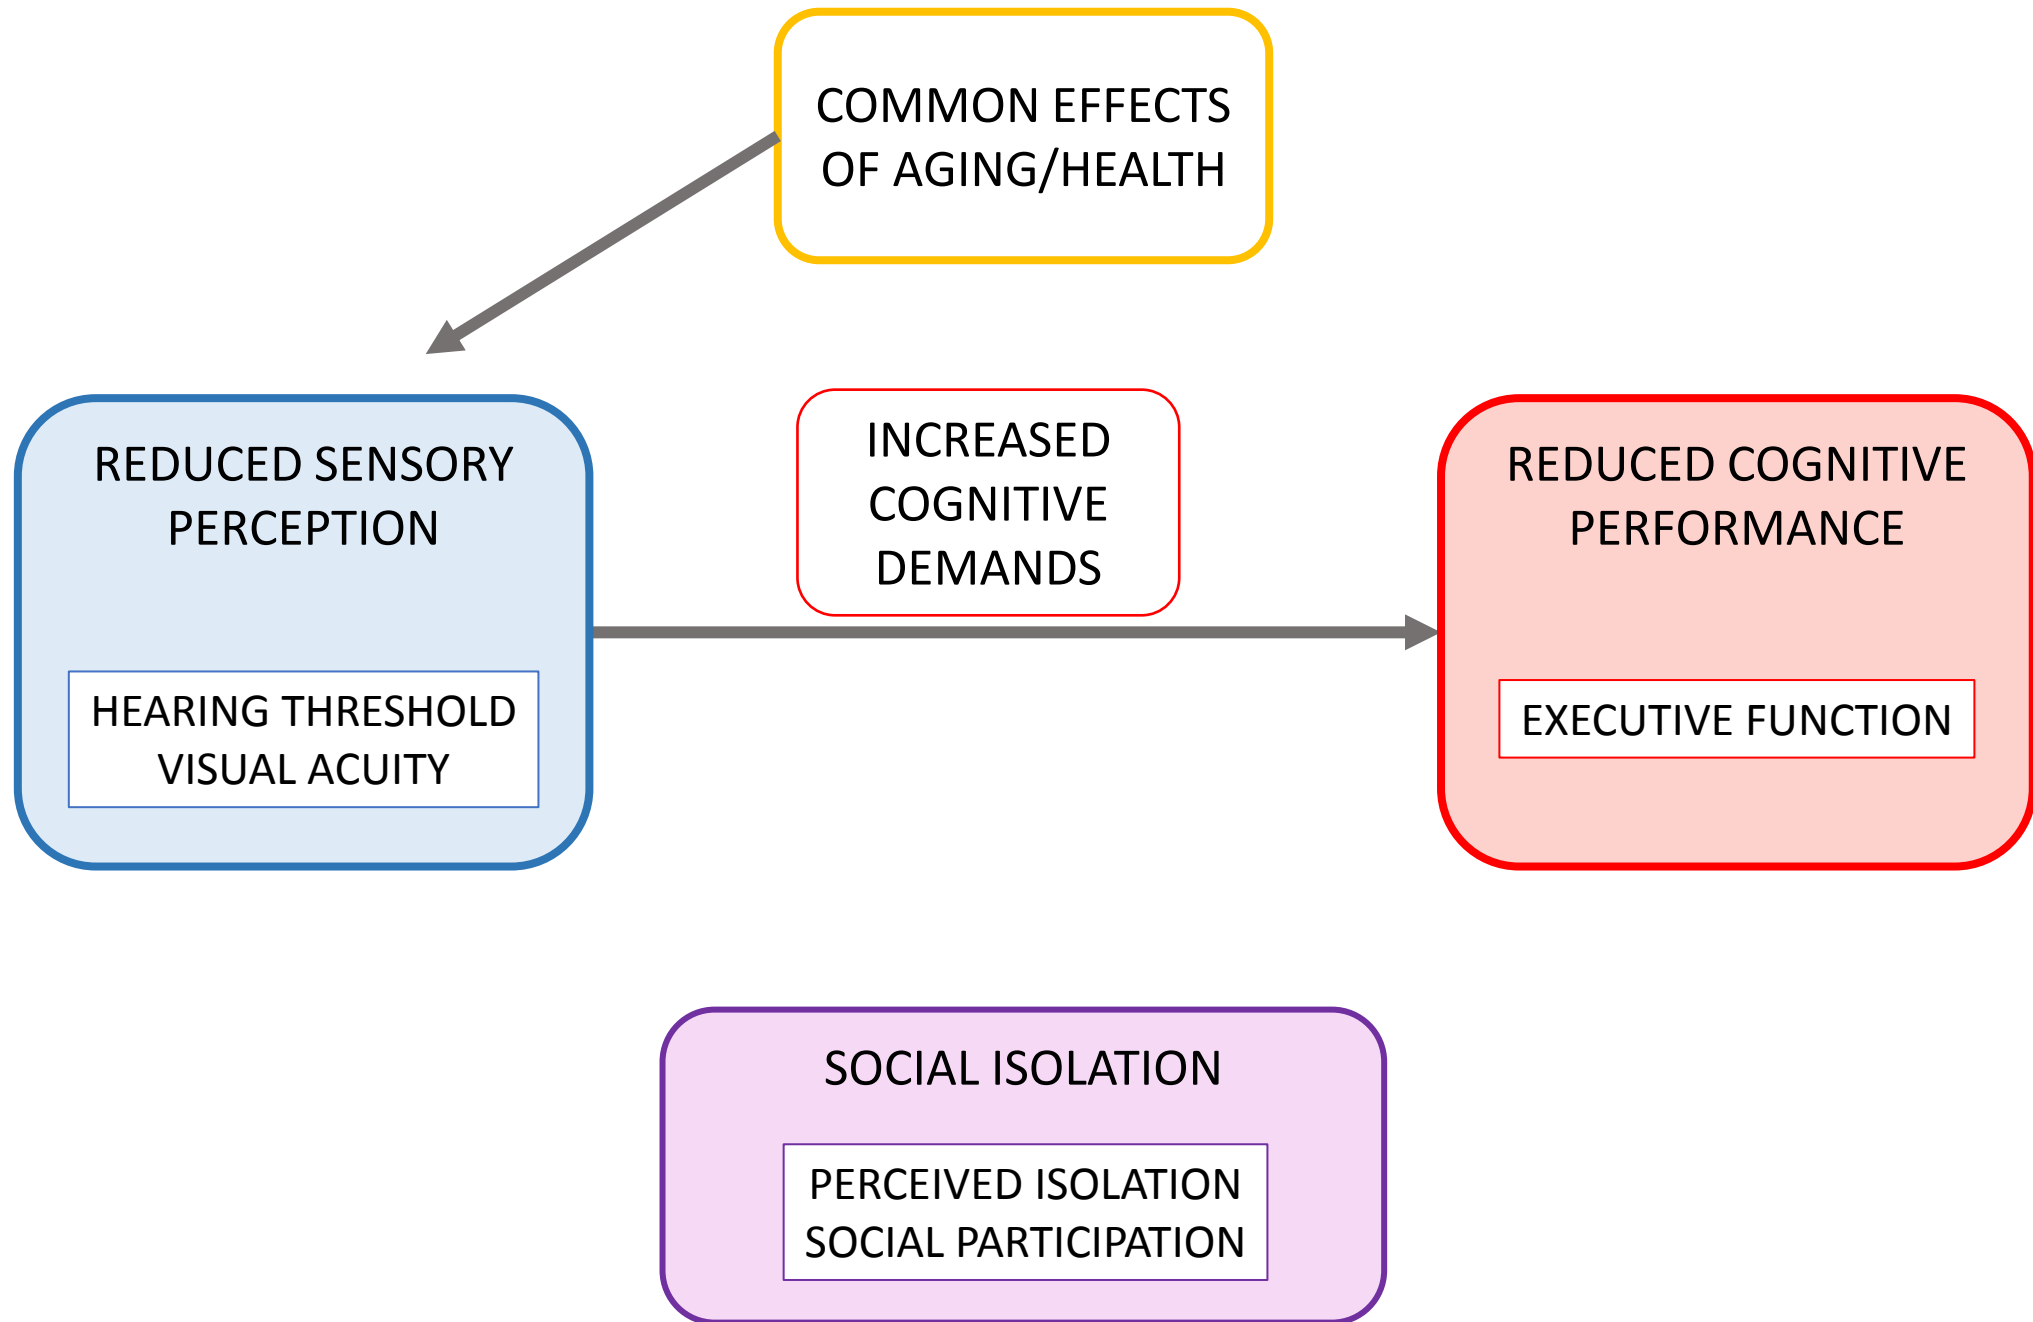 COMMON EFFECTS
OF AGING/HEALTH
REDUCED SENSORY
PERCEPTION
HEARING THRESHOLD
VISUAL ACUITY
INCREASED
COGNITIVE
DEMANDS
REDUCED COGNITIVE
PERFORMANCE
EXECUTIVE FUNCTION
SOCIAL ISOLATION
PERCEIVED ISOLATION
SOCIAL PARTICIPATION